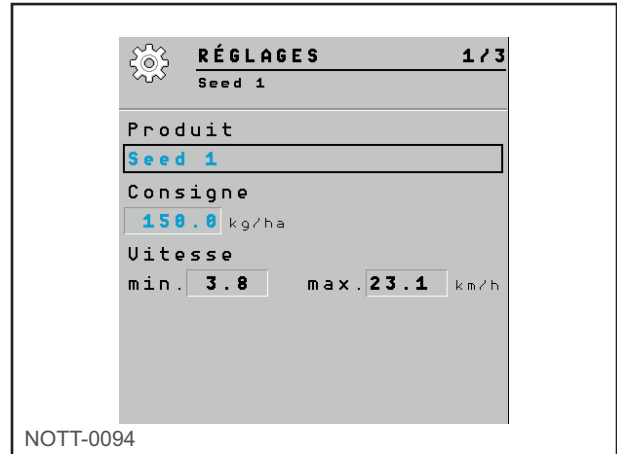 RÉGLAGES 1/3
Seed 1
Produit
Seed 1
Consigne
150.0 kg/ha
Vitesse
min. 3.8 max. 23.1 km/h
NOTT-0094